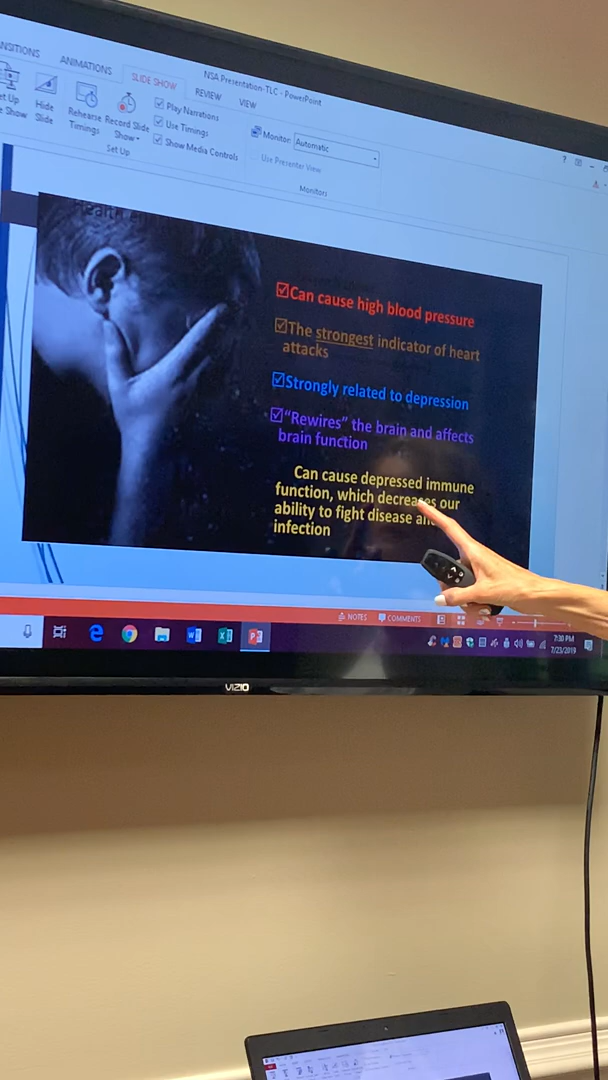 NSA Presentation-TLC - PowerPoint
ANIMATIONS SLIDE SHOW REVIEW VIEW
Hide Slide
Rehearse Timings
Record Slide Show
Play Narrations
Use Timings
Show Media Controls
Set Up
Monitor: Automatic
Use Presenter View
Monitors
☑Can cause high blood pressure
☑The strongest indicator of heart
attacks
☑Strongly related to depression
☑“Rewires” the brain and affects
brain function
Can cause depressed immune
function, which decreases our
ability to fight disease
infection
NOTES COMMENTS
7:30 PM
7/23/2019
VIZIO